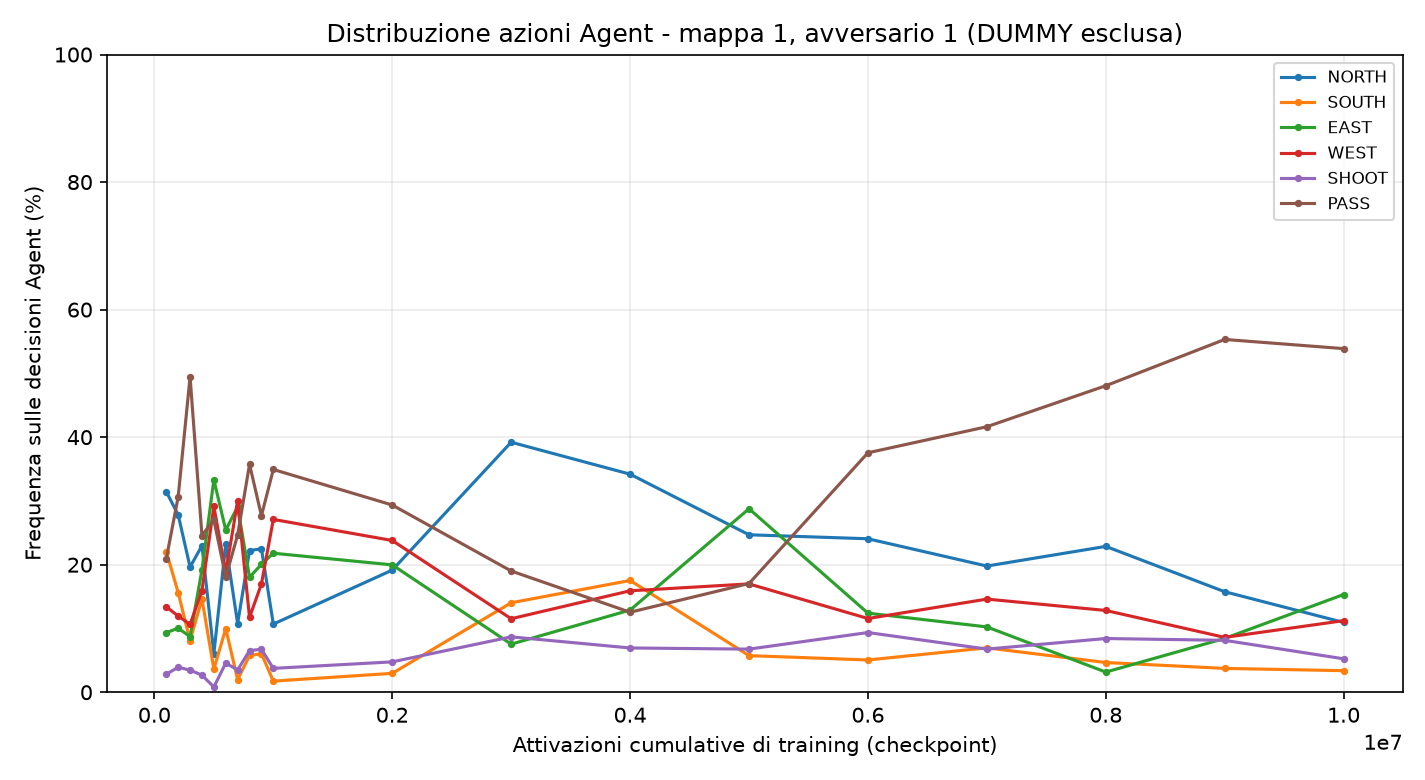 Distribuzione azioni Agent - mappa 1, avversario 1 (DUMMY esclusa)
Frequenza sulle decisioni Agent (%)
100
80
60
40
20
0
NORTH
SOUTH
EAST
WEST
SHOOT
PASS
0.0 0.2 0.4 0.6 0.8 1.0
1e7
Attivazioni cumulative di training (checkpoint)